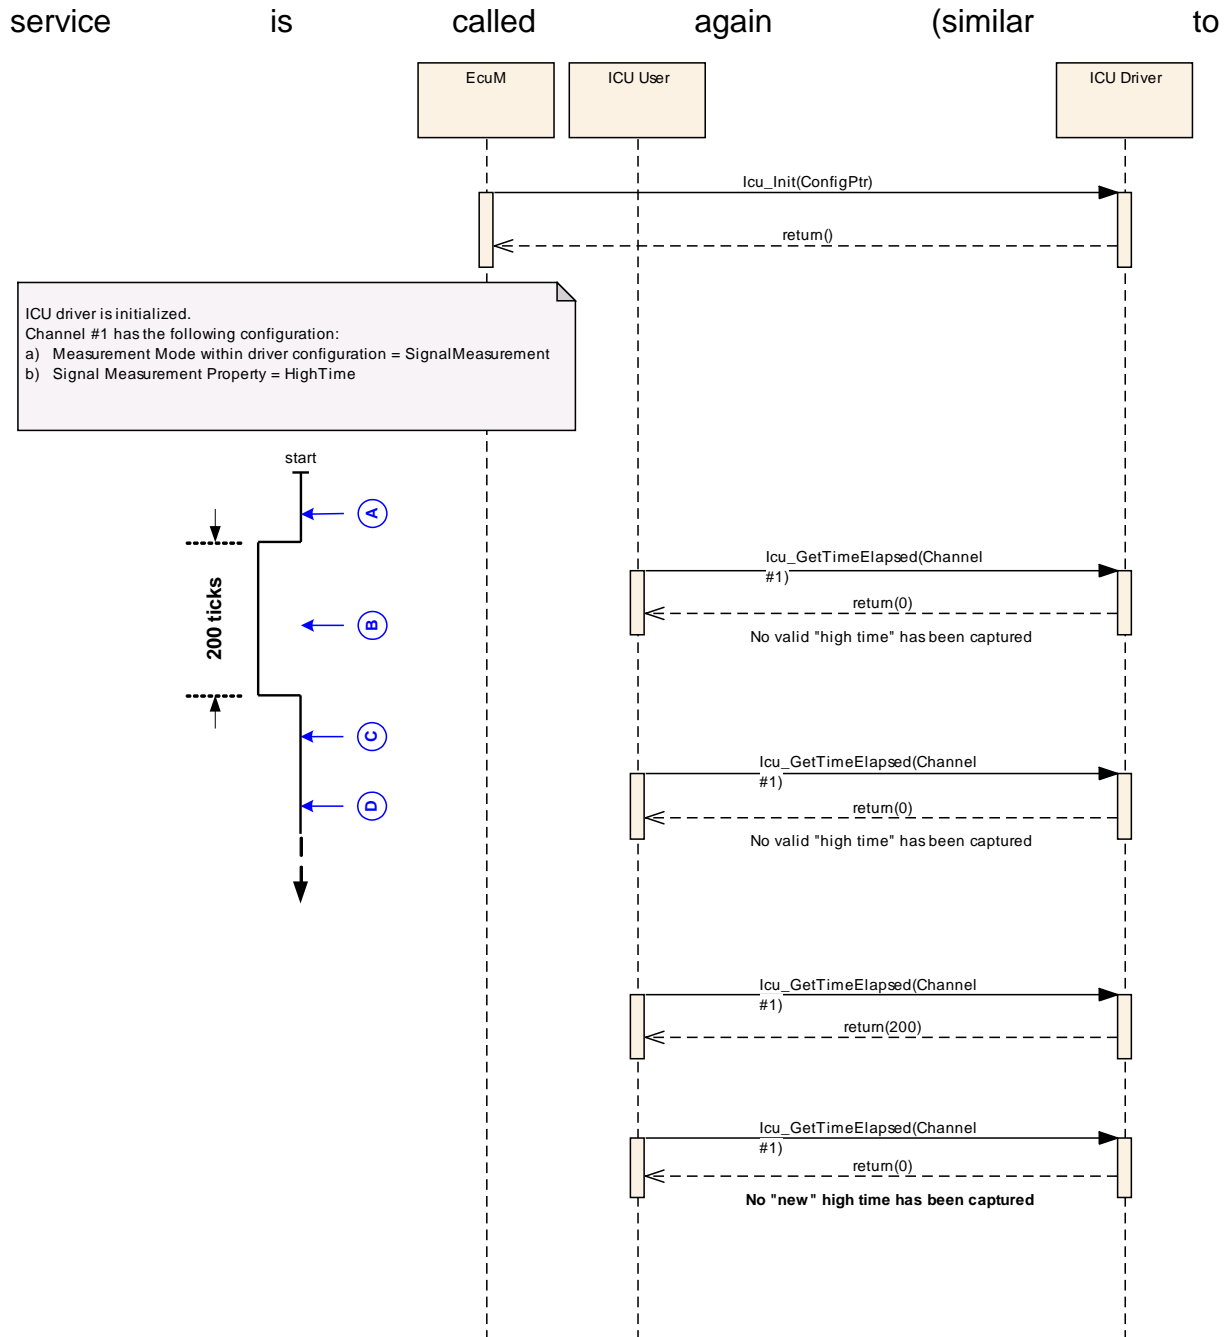 service is called again (similar to
EcuM
ICU User
ICU Driver
Icu_Init(ConfigPtr)
return()
ICU driver is initialized.
Channel #1 has the following configuration:
a) Measurement Mode within driver configuration = SignalMeasurement
b) Signal Measurement Property = HighTime
start
A
200 ticks
B
C
D
Icu_GetTimeElapsed(Channel
#1)
return(0)
No valid "high time" has been captured
Icu_GetTimeElapsed(Channel
#1)
return(0)
No valid "high time" has been captured
Icu_GetTimeElapsed(Channel
#1)
return(200)
Icu_GetTimeElapsed(Channel
#1)
return(0)
No "new" high time has been captured